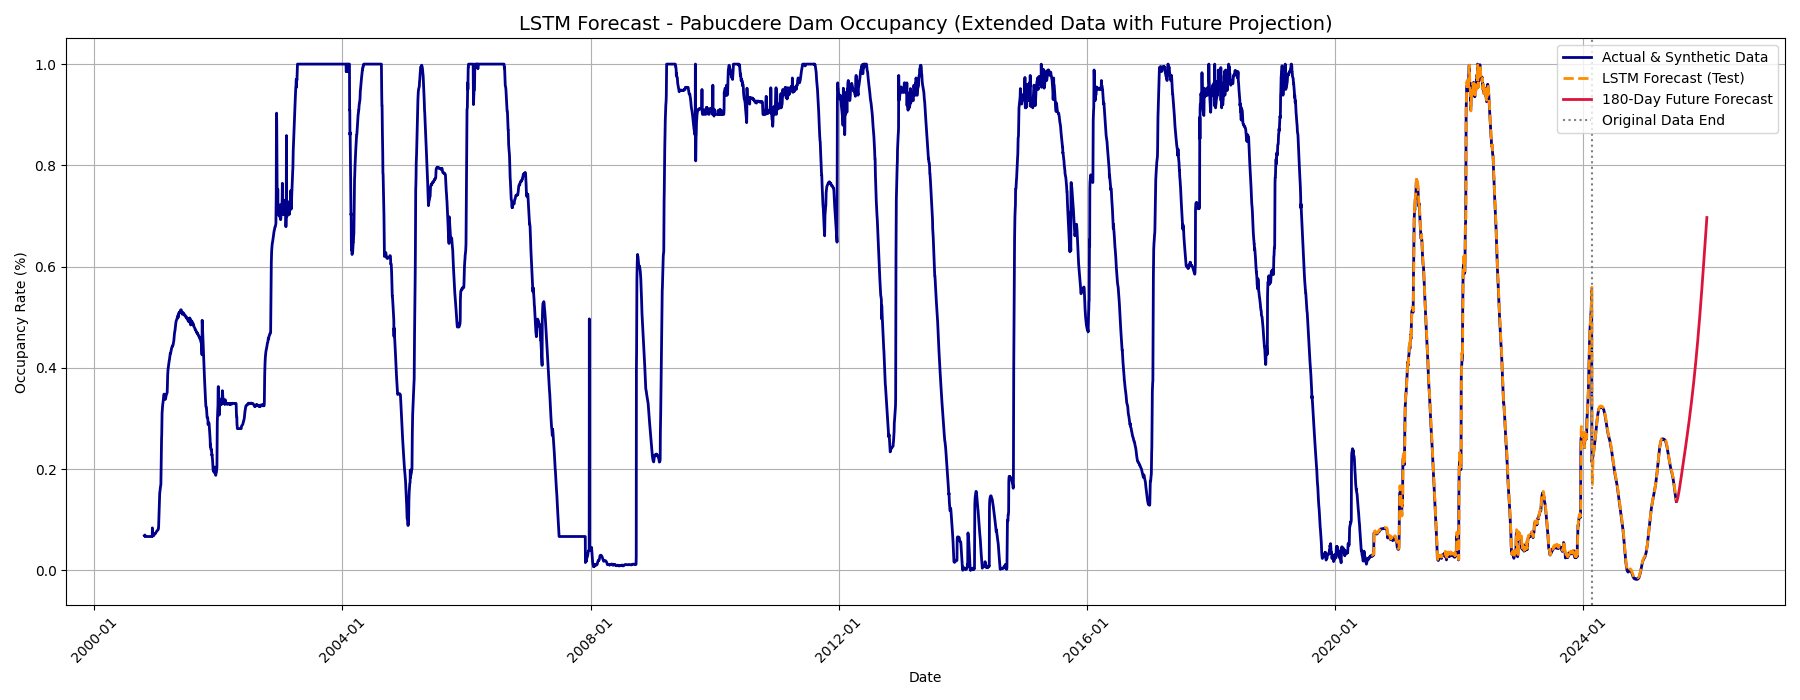 LSTM Forecast - Pabucdere Dam Occupancy (Extended Data with Future Projection)
Actual & Synthetic Data
LSTM Forecast (Test)
180-Day Future Forecast
Original Data End
Occupancy Rate (%)
1.0
0.8
0.6
0.4
0.2
0.0
2000-01
2004-01
2008-01
2012-01
2016-01
2020-01
2024-01
Date